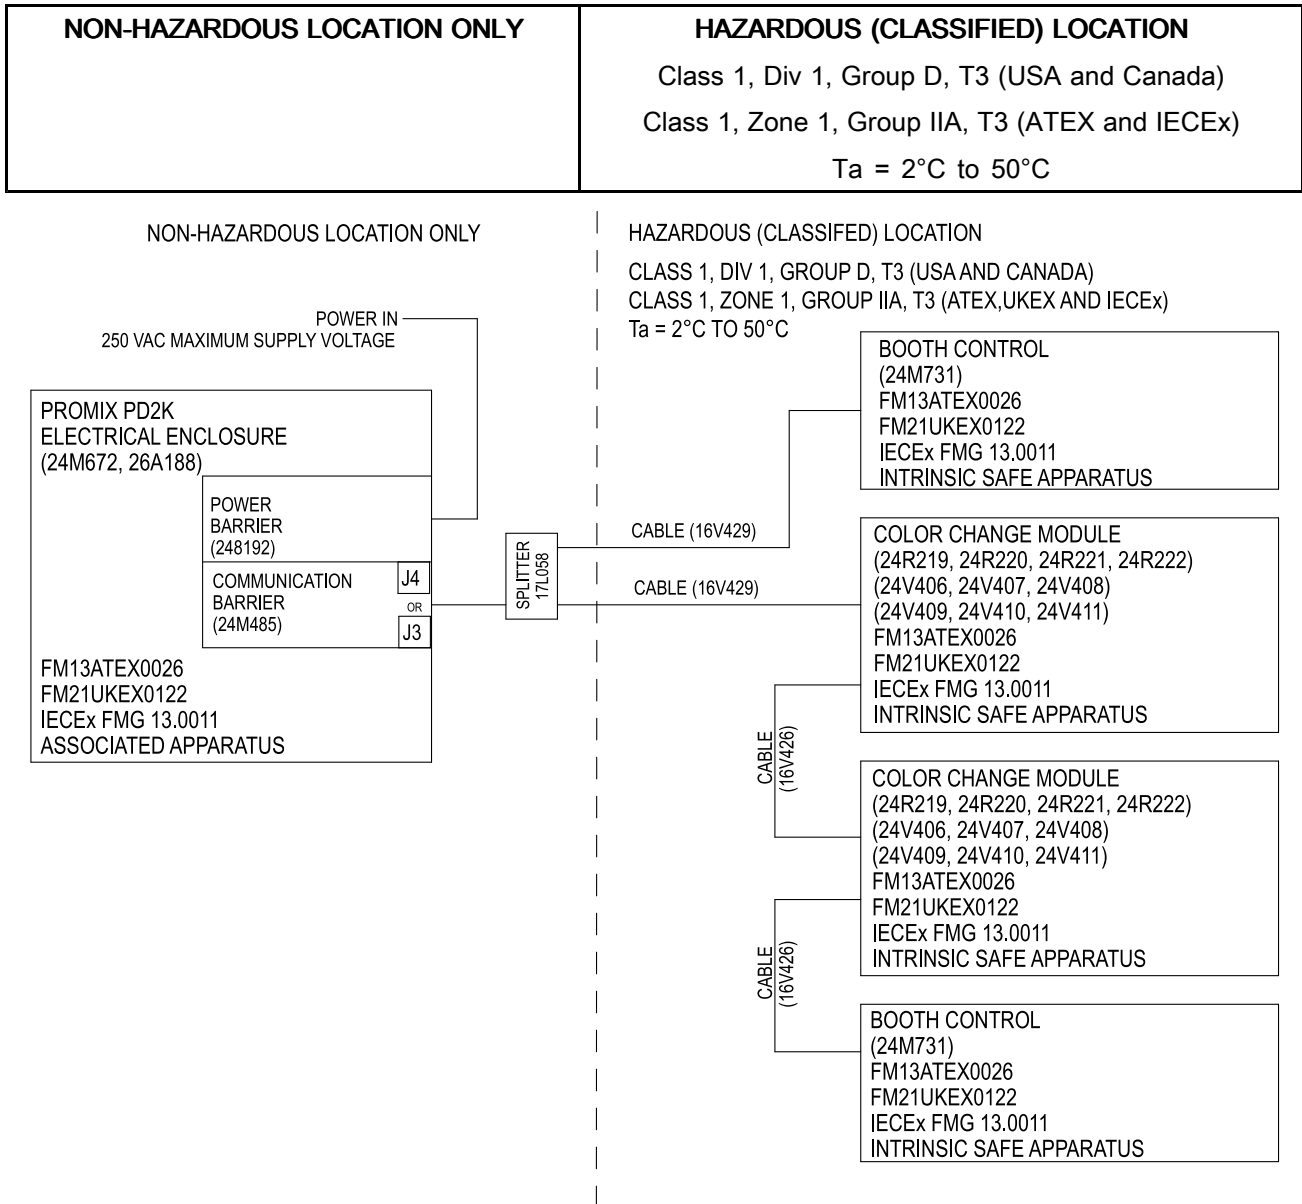 NON-HAZARDOUS LOCATION ONLY
HAZARDOUS (CLASSIFIED) LOCATION
Class 1, Div 1, Group D, T3 (USA and Canada)
Class 1, Zone 1, Group IIA, T3 (ATEX and IECEx)
Ta = 2°C to 50°C
NON-HAZARDOUS LOCATION ONLY
HAZARDOUS (CLASSIFED) LOCATION
CLASS 1, DIV 1, GROUP D, T3 (USA AND CANADA)
CLASS 1, ZONE 1, GROUP IIA, T3 (ATEX,UKEX AND IECEx)
Ta = 2°C TO 50°C
POWER IN
250 VAC MAXIMUM SUPPLY VOLTAGE
PROMIX PD2K
ELECTRICAL ENCLOSURE
(24M672, 26A188)
POWER
BARRIER
(248192)
COMMUNICATION
BARRIER
(24M485)
J4
OR
J3
FM13ATEX0026
FM21UKEX0122
IECEx FMG 13.0011
ASSOCIATED APPARATUS
SPLITTER
17L058
CABLE (16V429)
CABLE (16V429)
BOOTH CONTROL
(24M731)
FM13ATEX0026
FM21UKEX0122
IECEx FMG 13.0011
INTRINSIC SAFE APPARATUS
COLOR CHANGE MODULE
(24R219, 24R220, 24R221, 24R222)
(24V406, 24V407, 24V408)
(24V409, 24V410, 24V411)
FM13ATEX0026
FM21UKEX0122
IECEx FMG 13.0011
INTRINSIC SAFE APPARATUS
CABLE
(16V426)
COLOR CHANGE MODULE
(24R219, 24R220, 24R221, 24R222)
(24V406, 24V407, 24V408)
(24V409, 24V410, 24V411)
FM13ATEX0026
FM21UKEX0122
IECEx FMG 13.0011
INTRINSIC SAFE APPARATUS
CABLE
(16V426)
BOOTH CONTROL
(24M731)
FM13ATEX0026
FM21UKEX0122
IECEx FMG 13.0011
INTRINSIC SAFE APPARATUS